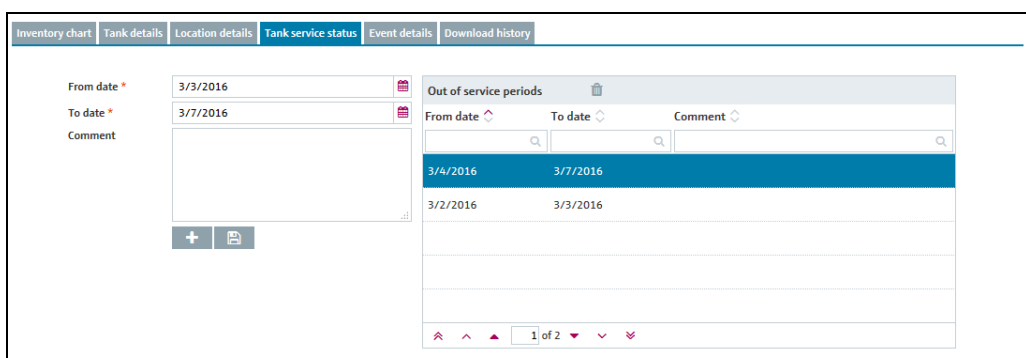 Inventory chart Tank details Location details Tank service status Event details Download history
From date * 3/3/2016
To date * 3/7/2016
Comment
Out of service periods
From date To date Comment
3/4/2016 3/7/2016
3/2/2016 3/3/2016
1 of 2